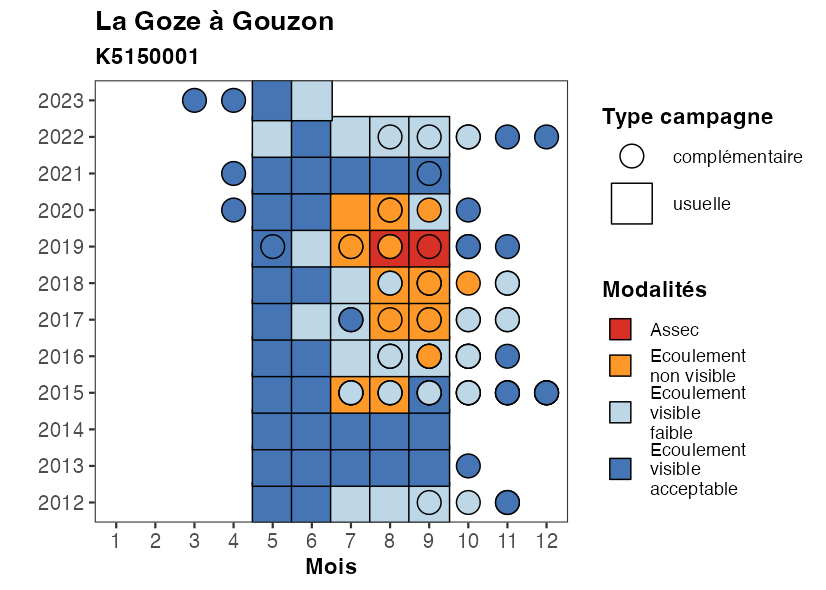 La Goze à Gouzon
K5150001
2023
2022
2021
2020
2019
2018
2017
2016
2015
2014
2013
2012
1 2 3 4 5 6 7 8 9 10 11 12
Mois
Type campagne
complémentaire
usuelle
Modalités
Assec
Ecoulement
non visible
Ecoulement
visible
faible
Ecoulement
visible
acceptable